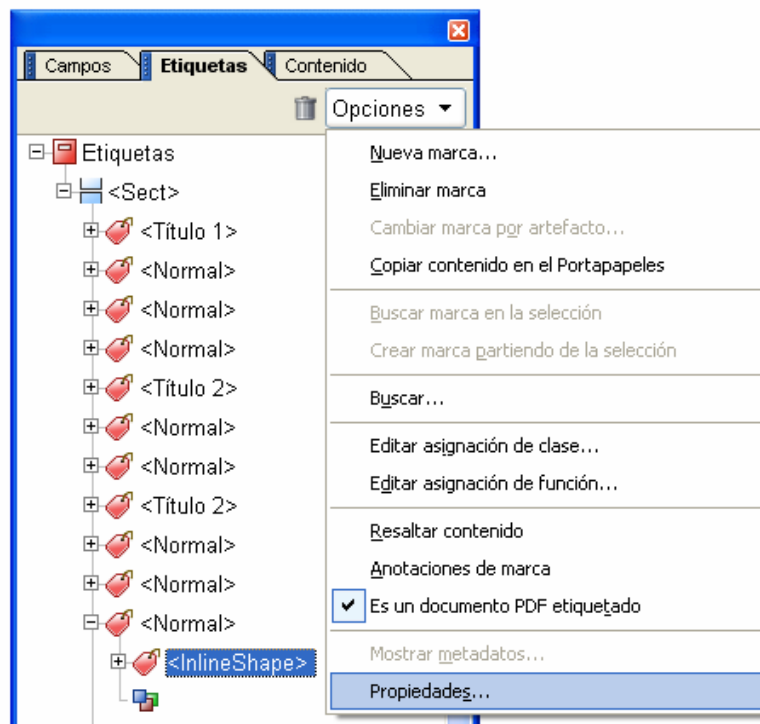 Campos Etiquetas Contenido
Opciones
Etiquetas
<Sect>
<Título 1>
<Normal>
<Normal>
<Normal>
<Título 2>
<Normal>
<Normal>
<Título 2>
<Normal>
<Normal>
<Normal>
<InlineShape>
Nueva marca...
Eliminar marca
Cambiar marca por artefacto...
Copiar contenido en el Portapapeles
Buscar marca en la selección
Crear marca partiendo de la selección
Buscar...
Editar asignación de clase...
Editar asignación de función...
Resaltar contenido
Anotaciones de marca
Es un documento PDF etiquetado
Mostrar metadatos...
Propiedades...